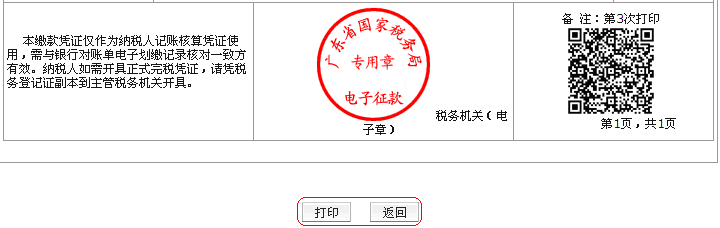 本缴款凭证仅作为纳税人记账核算凭证使
用，需与银行对账单电子划缴记录核对一致方
有效。纳税人如需开具正式完税凭证，请凭税
务登记证副本到主管税务机关开具。
广东省国家税务局
专用章
电子征款
税务机关（电
子章）
备 注：第3次打印
第1页，共1页
打印
返回